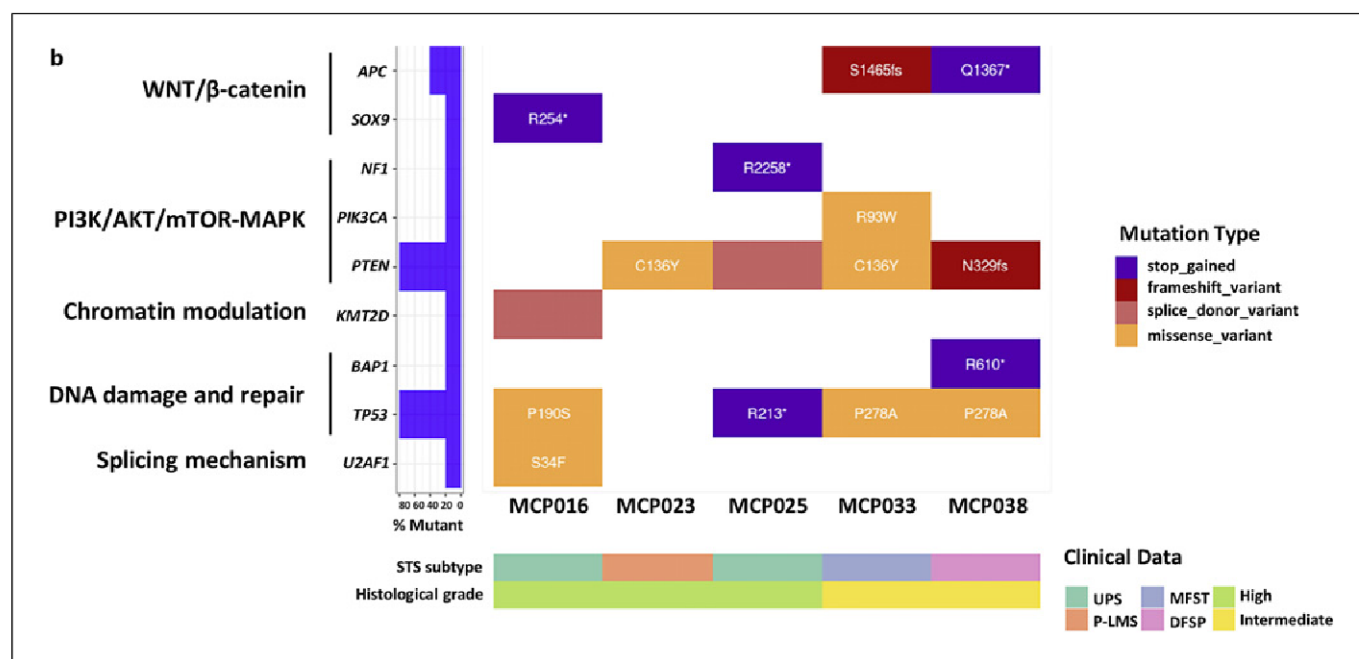 b
WNT/β-catenin
APC
S1465fs
Q1367*
SOX9
R254*
NF1
R2258*
PI3K/AKT/mTOR-MAPK
PIK3CA
R93W
PTEN
C136Y
C136Y
N329fs
Chromatin modulation
KMT2D
BAP1
R610*
DNA damage and repair
TP53
P190S
R213*
P278A
P278A
Splicing mechanism
U2AF1
S34F
80 60 40 20 0
% Mutant
MCP016 MCP023 MCP025 MCP033 MCP038
Mutation Type
stop_gained
frameshift_variant
splice_donor_variant
missense_variant
STS subtype
Histological grade
Clinical Data
UPS MFST High
P-LMS DFSP Intermediate